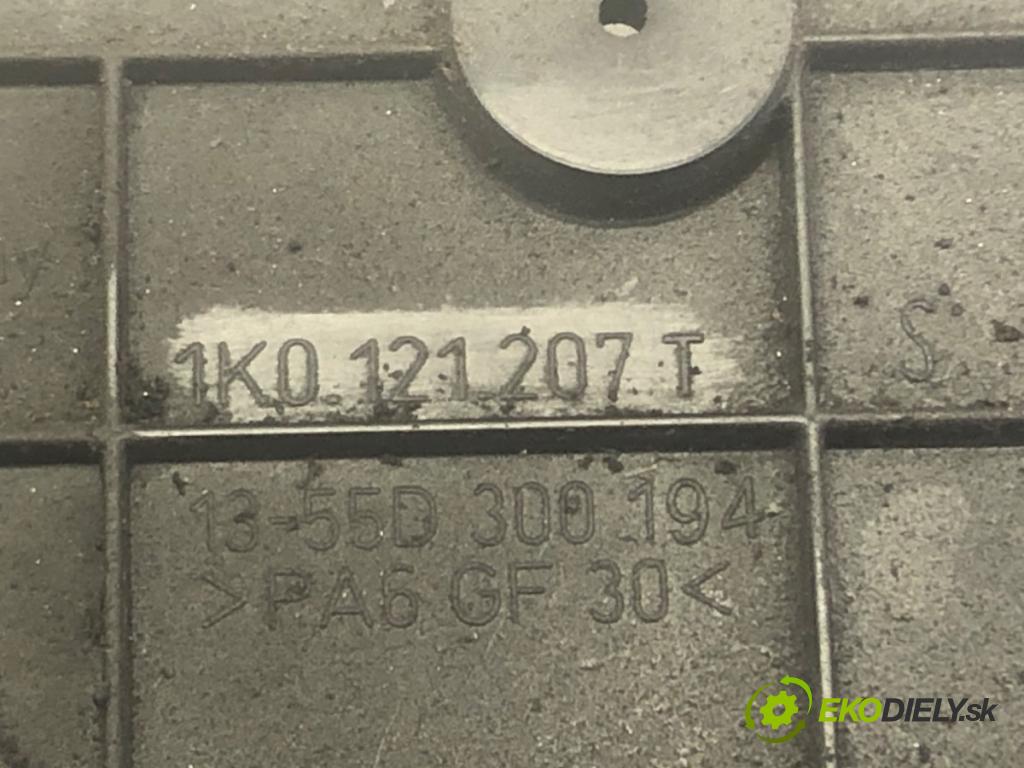 1K0.121.207 T
S
13-55D 300 194
>PA6 GF 30<
EKODIELY.sk